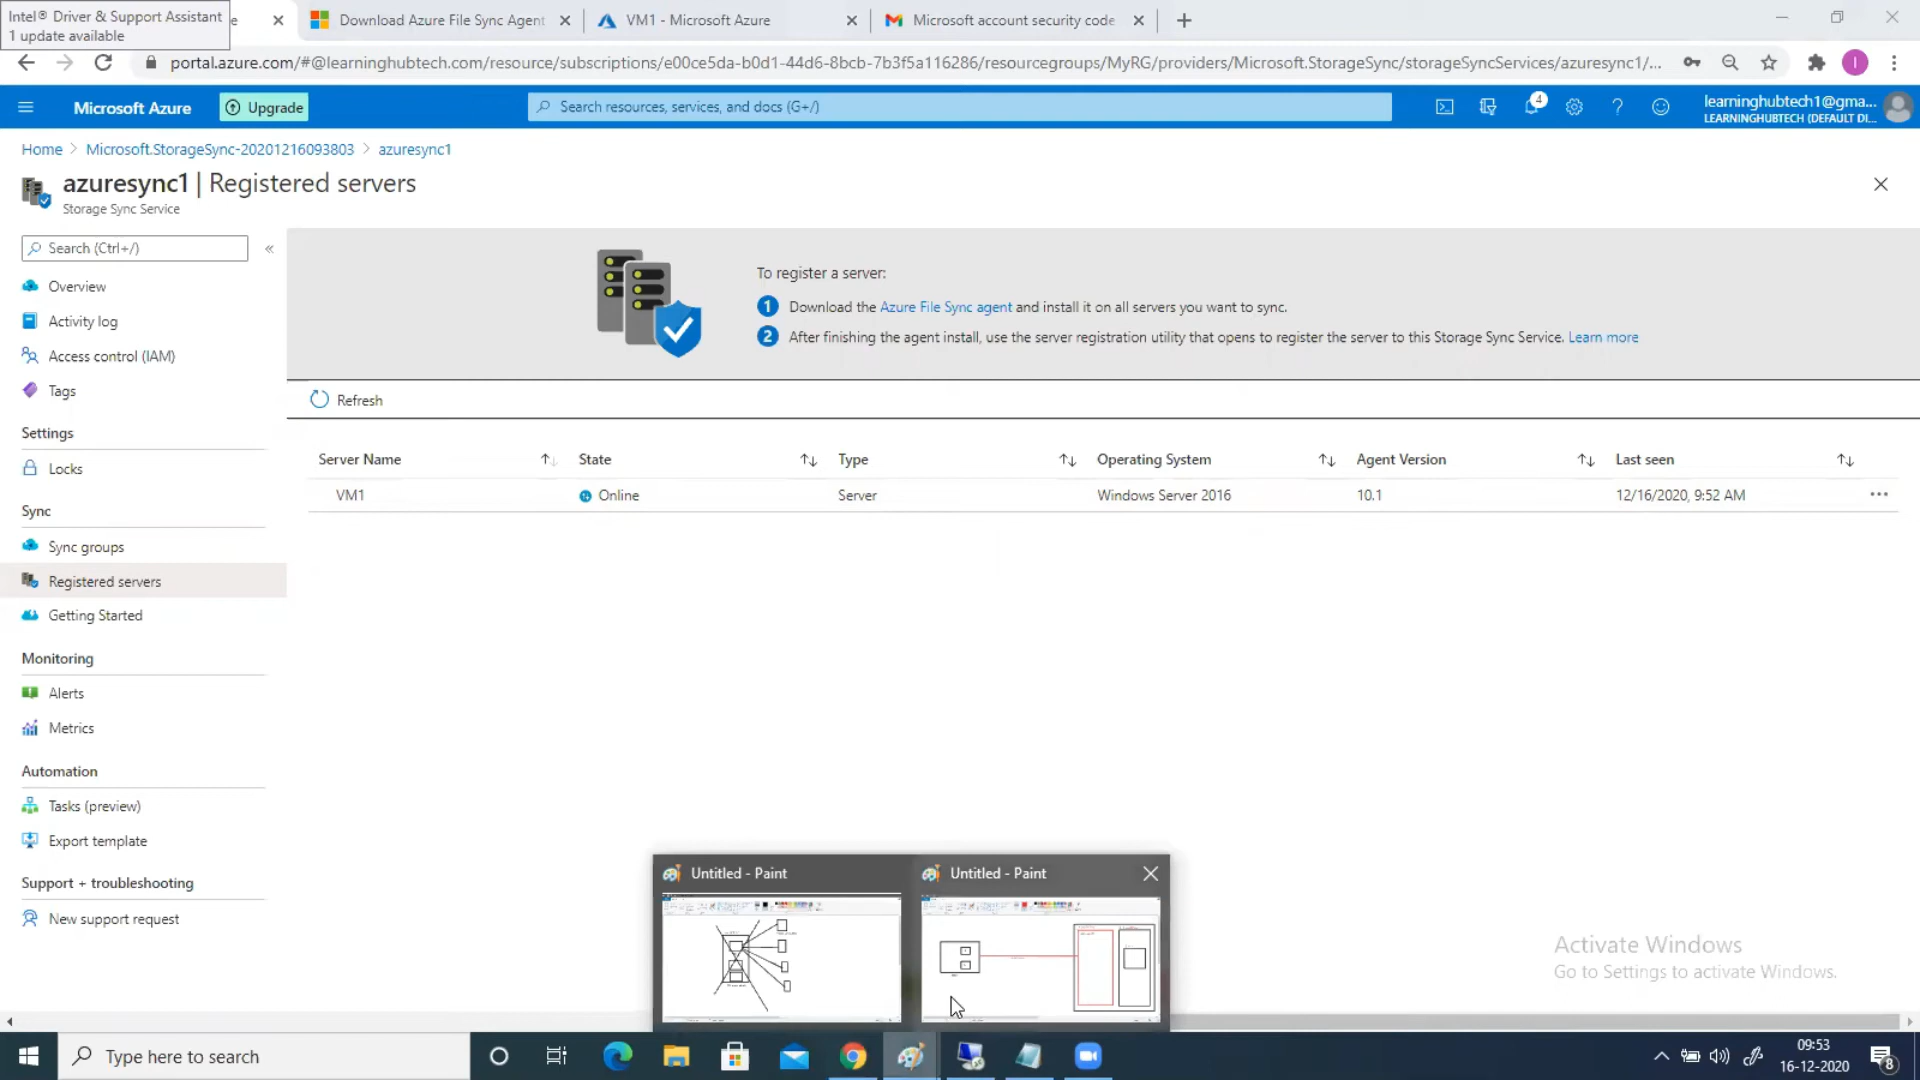 Intel® Driver & Support Assistant
1 update available
e
Download Azure File Sync Agent
VM1 - Microsoft Azure
Microsoft account security code
portal.azure.com/#@learninghubtech.com/resource/subscriptions/e00ce5da-b0d1-44d6-8bcb-7b3f5a116286/resourcegroups/MyRG/providers/Microsoft.StorageSync/storageSyncServices/azuresync1/...
Microsoft Azure
Upgrade
Search resources, services, and docs (G+/)
4
learninghubtech1@gma...
LEARNINGHUBTECH (DEFAULT DI...
Home > Microsoft.StorageSync-20201216093803 > azuresync1
azuresync1 | Registered servers
Storage Sync Service
Search (Ctrl+/)
«
Overview
Activity log
Access control (IAM)
Tags
Settings
Locks
Sync
Sync groups
Registered servers
Getting Started
Monitoring
Alerts
Metrics
Automation
Tasks (preview)
Export template
Support + troubleshooting
New support request
To register a server:
1 Download the Azure File Sync agent and install it on all servers you want to sync.
2 After finishing the agent install, use the server registration utility that opens to register the server to this Storage Sync Service. Learn more
Refresh
Server Name State Type Operating System Agent Version Last seen
VM1 Online Server Windows Server 2016 10.1 12/16/2020, 9:52 AM
Untitled - Paint
Untitled - Paint
Activate Windows
Go to Settings to activate Windows.
Type here to search
09:53
16-12-2020
8